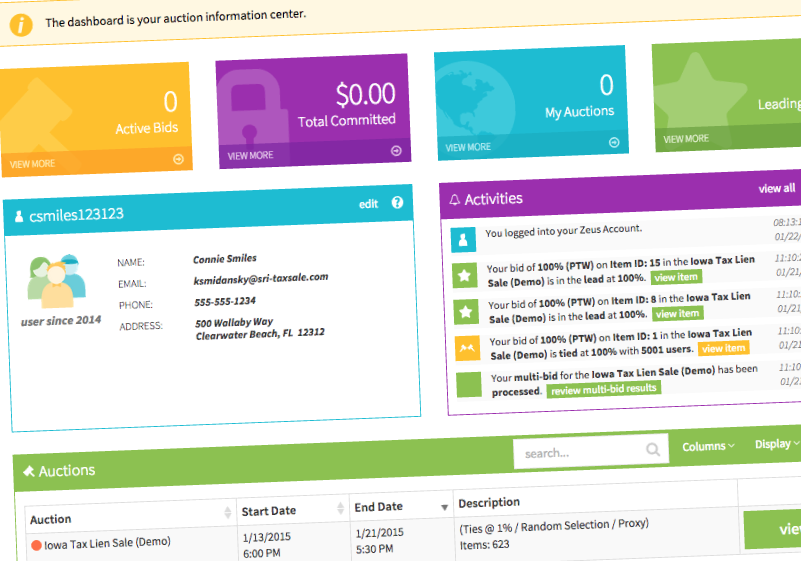 The dashboard is your auction information center.
0
Active Bids
VIEW MORE
$0.00
Total Committed
VIEW MORE
0
My Auctions
VIEW MORE
Leading
VIEW MORE
csmiles123123
edit
user since 2014
NAME: Connie Smiles
EMAIL: ksmidansky@sri-taxsale.com
PHONE: 555-555-1234
ADDRESS: 500 Wallaby Way
Clearwater Beach, FL 12312
Activities
view all
You logged into your Zeus Account.
08:13:1
01/22/
Your bid of 100% (PTW) on Item ID: 15 in the Iowa Tax Lien
Sale (Demo) is in the lead at 100%. view item
11:10:2
01/21/
Your bid of 100% (PTW) on Item ID: 8 in the Iowa Tax Lien
Sale (Demo) is in the lead at 100%. view item
11:10:
01/21/
Your bid of 100% (PTW) on Item ID: 1 in the Iowa Tax Lien
Sale (Demo) is tied at 100% with 5001 users. view item
11:10:
01/21
Your multi-bid for the Iowa Tax Lien Sale (Demo) has been
processed. review multi-bid results
11:10
01/2
Auctions
search...
Columns
Display
Auction
Start Date
End Date
Description
Iowa Tax Lien Sale (Demo)
1/13/2015
6:00 PM
1/21/2015
5:30 PM
(Ties @ 1% / Random Selection / Proxy)
Items: 623